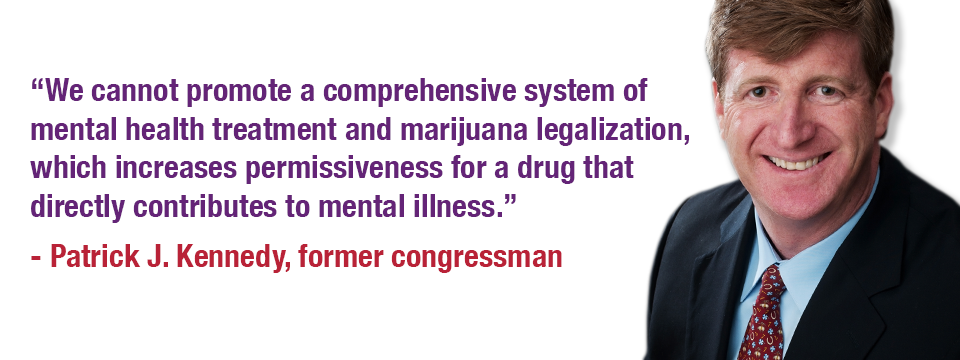 “We cannot promote a comprehensive system of
mental health treatment and marijuana legalization,
which increases permissiveness for a drug that
directly contributes to mental illness.”
- Patrick J. Kennedy, former congressman